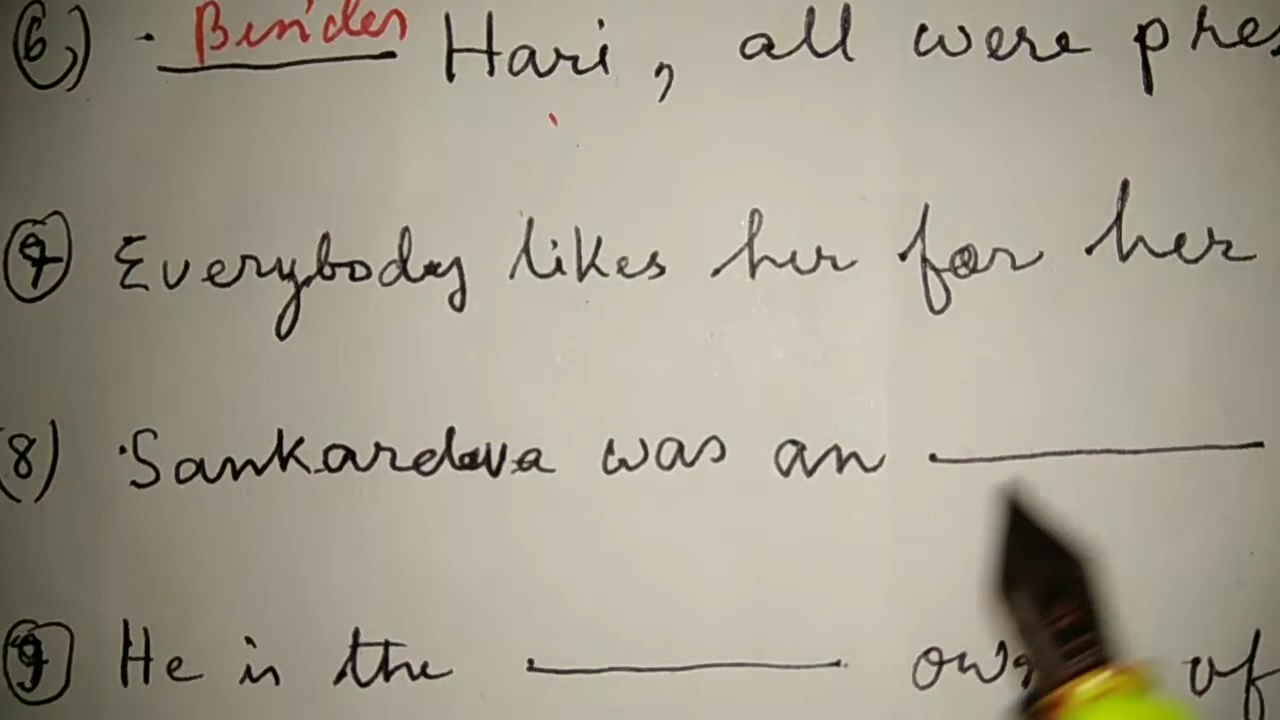 (6) Besides Hari, all were pres
(7) Everybody likes her for her
(8) Sankardeva was an
(9) He is the of